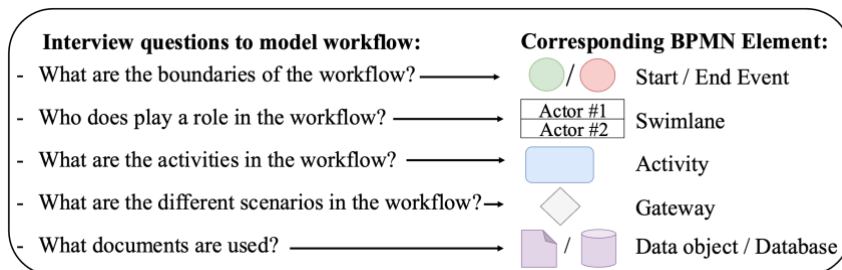 Interview questions to model workflow: Corresponding BPMN Element:
- What are the boundaries of the workflow? / Start / End Event
- Who does play a role in the workflow? Actor #1 Swimlane
Actor #2
- What are the activities in the workflow? Activity
- What are the different scenarios in the workflow? Gateway
- What documents are used? / Data object / Database